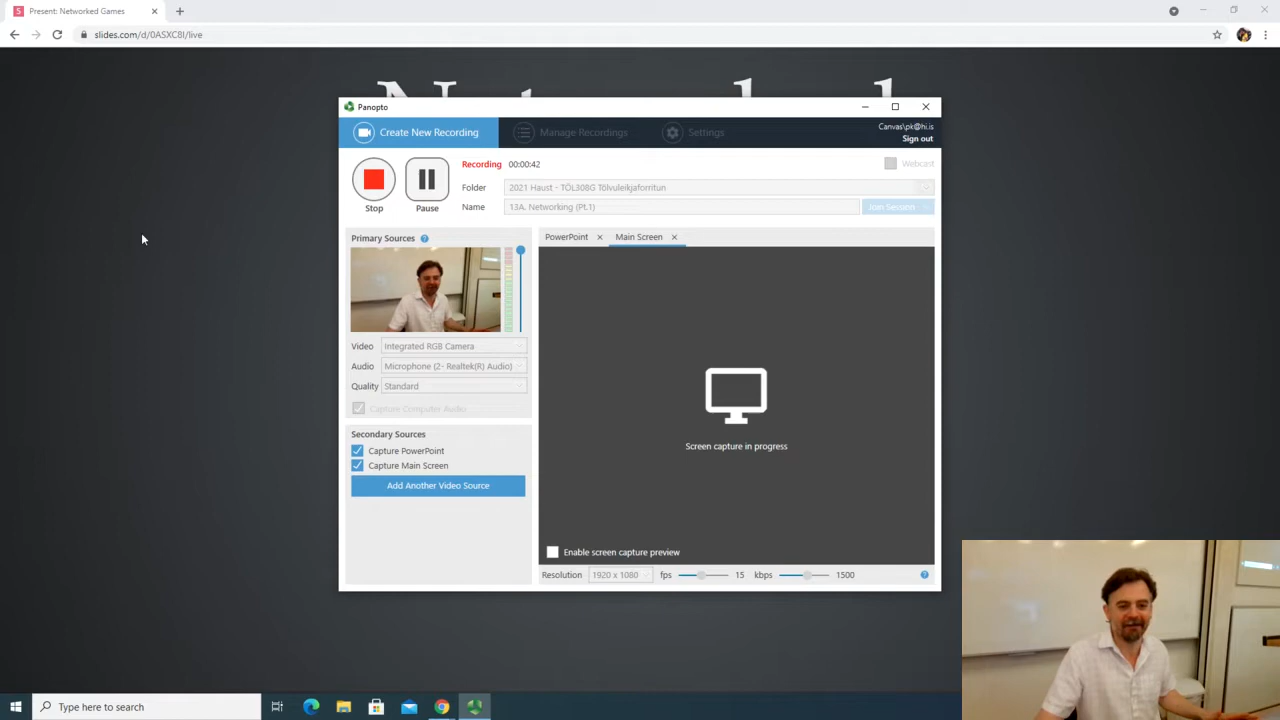 Present: Networked Games
slides.com/d/0ASXC8I/live
Panopto
Create New Recording
Manage Recordings
Settings
Canvas\pk@hi.is
Sign out
Recording 00:00:42
Webcast
Stop
Pause
Folder 2021 Haust - TÖL308G Tölvuleikjaforritun
Name 13A. Networking (Pt.1)
Join Session
Primary Sources
PowerPoint
Main Screen
Video Integrated RGB Camera
Audio Microphone (2- Realtek(R) Audio)
Quality Standard
Capture Computer Audio
Secondary Sources
Capture PowerPoint
Capture Main Screen
Add Another Video Source
Screen capture in progress
Enable screen capture preview
Resolution 1920 x 1080 fps 15 kbps 1500
Type here to search